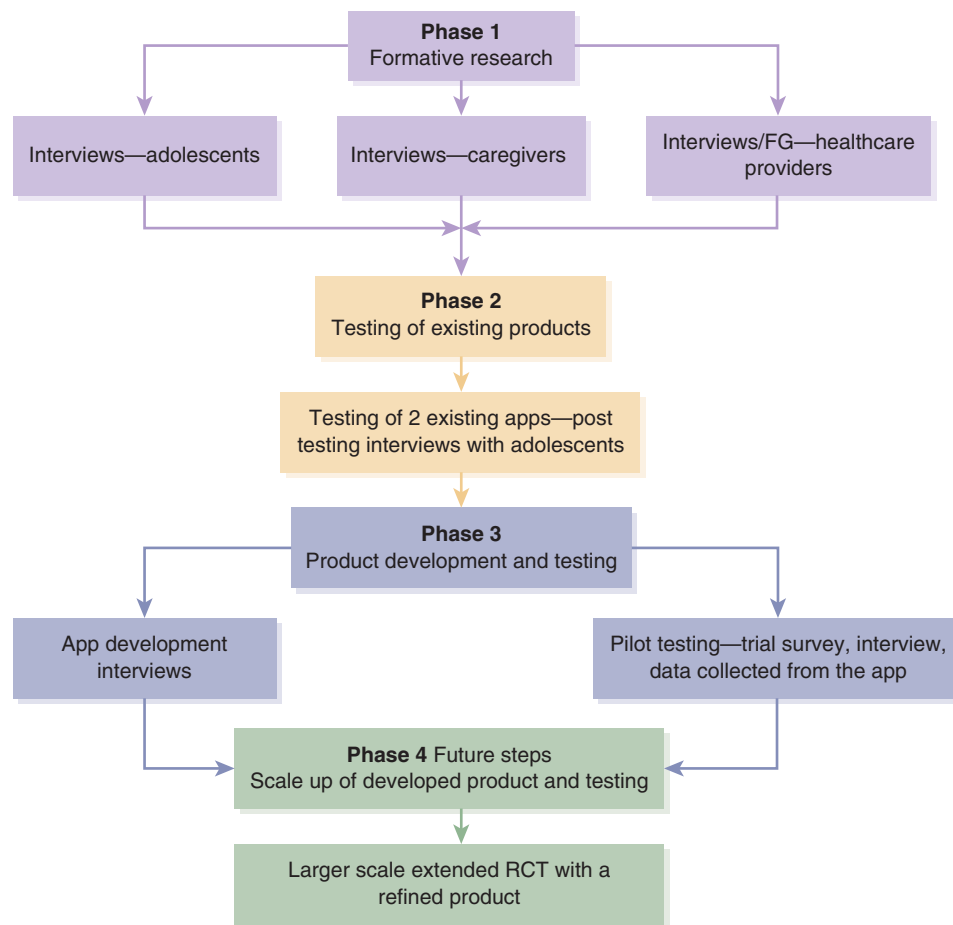 Phase 1
Formative research
Interviews—adolescents
Interviews—caregivers
Interviews/FG—healthcare
providers
Phase 2
Testing of existing products
Testing of 2 existing apps—post
testing interviews with adolescents
Phase 3
Product development and testing
App development
interviews
Pilot testing—trial survey, interview,
data collected from the app
Phase 4 Future steps
Scale up of developed product and testing
Larger scale extended RCT with a
refined product